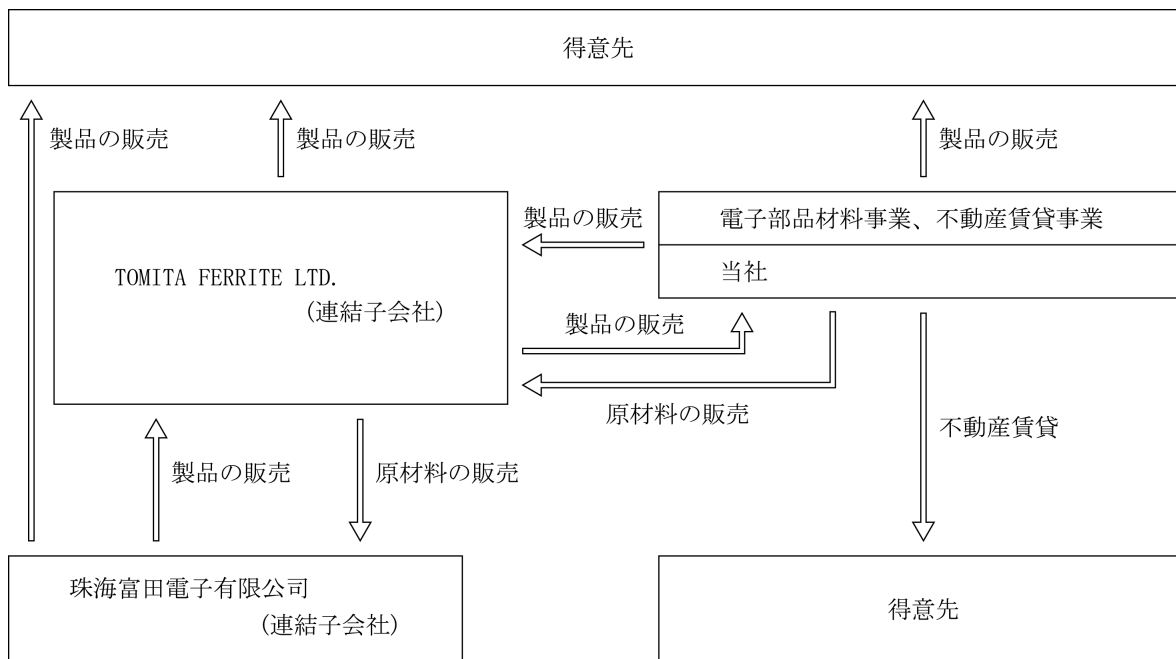 得意先
製品の販売
製品の販売
製品の販売
製品の販売
電子部品材料事業、不動産賃貸事業
当社
TOMITA FERRITE LTD.
(連結子会社)
製品の販売
原材料の販売
不動産賃貸
製品の販売
原材料の販売
珠海富田電子有限公司
(連結子会社)
得意先